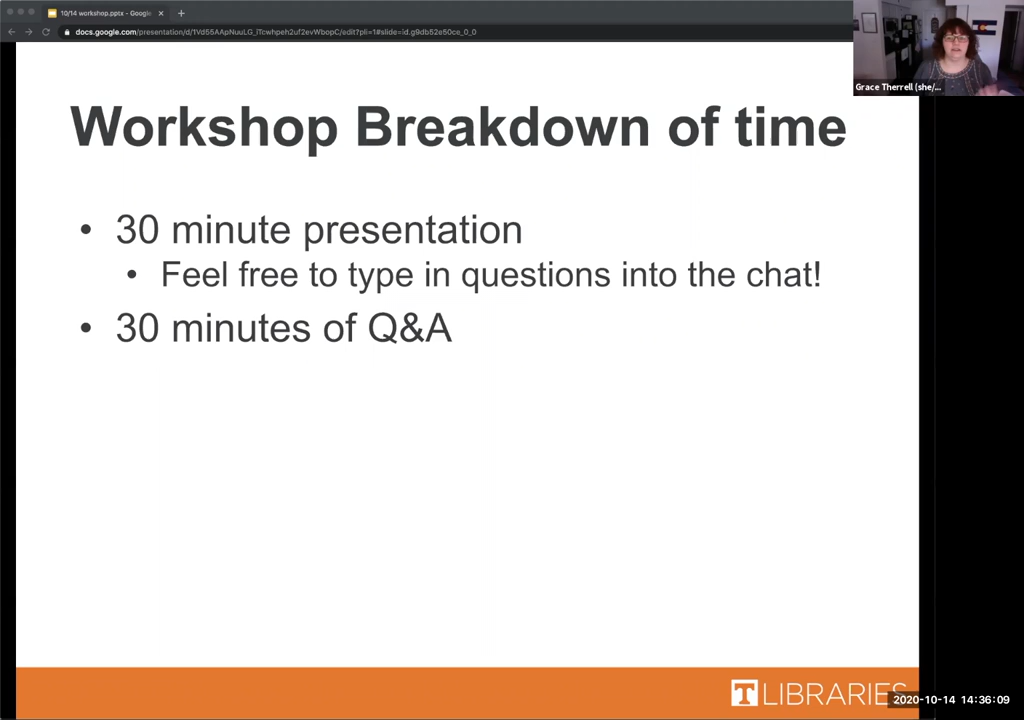 10/14 workshop.pptx - Google
docs.google.com/presentation/d/1Vd55AApNuuLG_iTcwhpeh2uf2evWbopC/edit?pli=1#slide=id.g9db52e50ce_0_0
Grace Therrell (she/...
Workshop Breakdown of time
• 30 minute presentation
• Feel free to type in questions into the chat!
• 30 minutes of Q&A
T LIBRARIES
2020-10-14 14:36:09